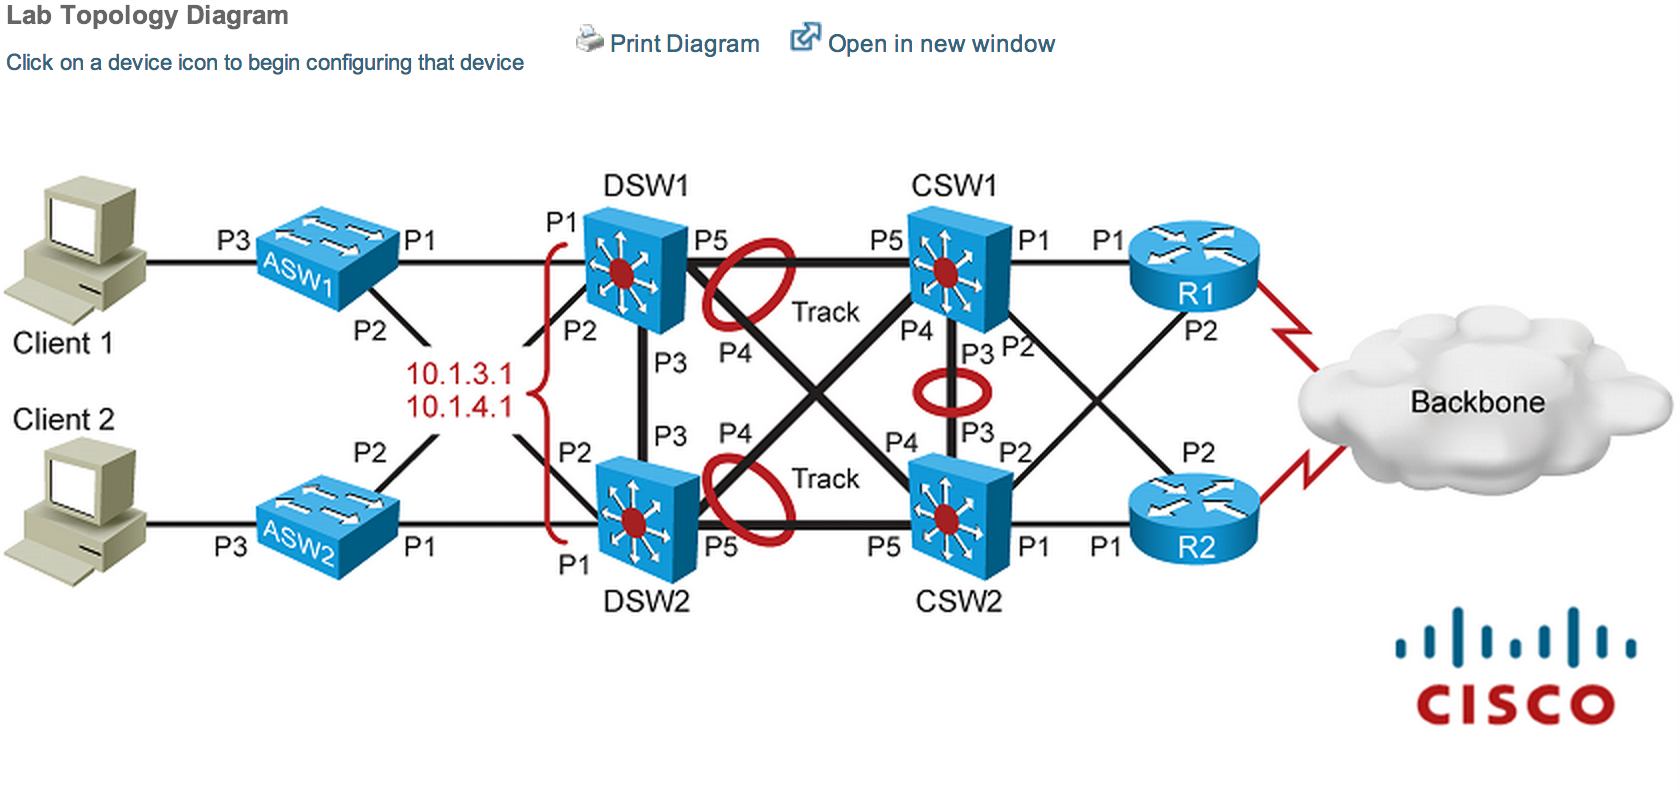 Lab Topology Diagram
Print Diagram
Open in new window
Click on a device icon to begin configuring that device
DSW1
CSW1
P1
P3
P1
P5
P5
P1
P1
ASW1
R1
P2
P2
Track
P4
P4
P3
P2
P2
Client 1
P3
10.1.3.1
10.1.4.1
Backbone
Client 2
P3
P4
P3
P2
P2
P4
P2
P2
Track
ASW2
R2
P3
P1
P1
P5
P5
P1
P1
DSW2
CSW2
CISCO